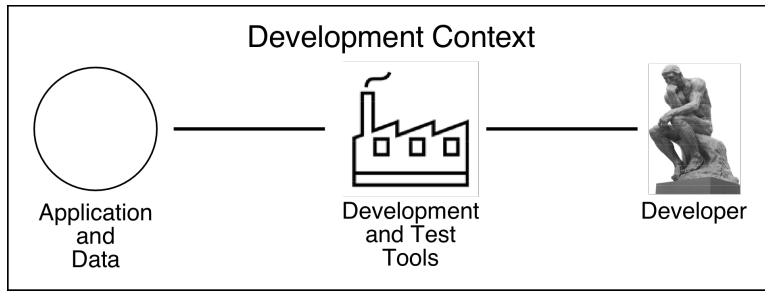 Development Context
Application
and
Data
Development
and Test
Tools
Developer